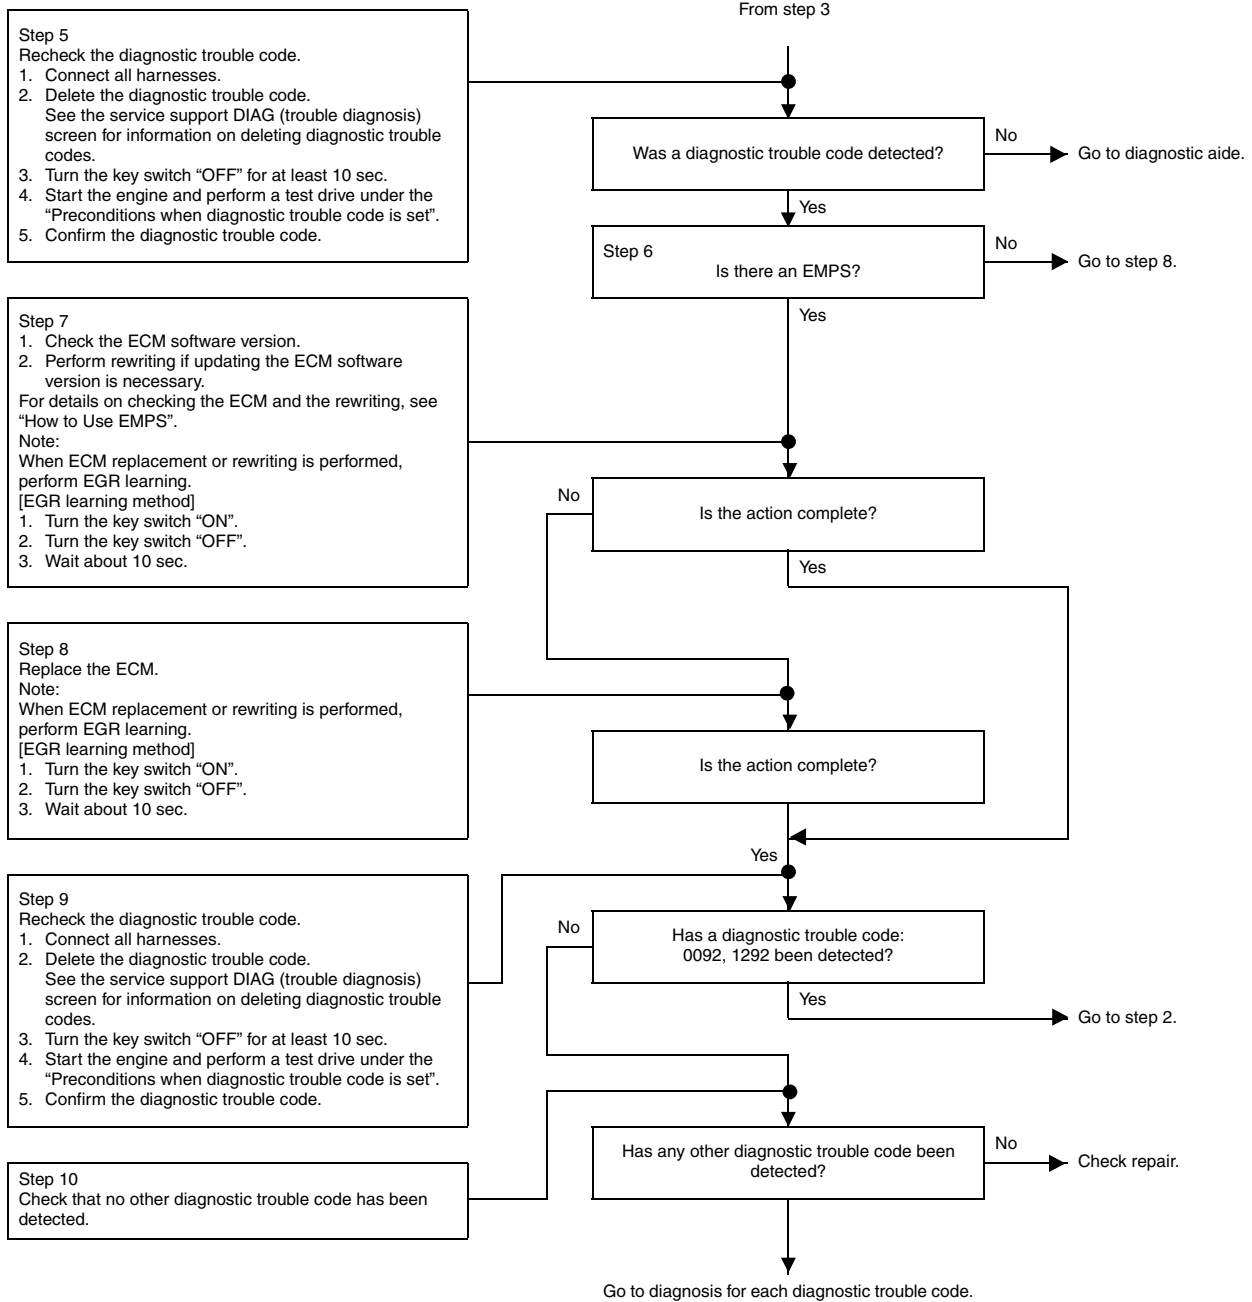 From step 3
Step 5
Recheck the diagnostic trouble code.
1. Connect all harnesses.
2. Delete the diagnostic trouble code.
See the service support DIAG (trouble diagnosis)
screen for information on deleting diagnostic trouble
codes.
3. Turn the key switch “OFF” for at least 10 sec.
4. Start the engine and perform a test drive under the
“Preconditions when diagnostic trouble code is set”.
5. Confirm the diagnostic trouble code.
Was a diagnostic trouble code detected?
No
Go to diagnostic aide.
Yes
Step 6
Is there an EMPS?
No
Go to step 8.
Yes
Step 7
1. Check the ECM software version.
2. Perform rewriting if updating the ECM software
version is necessary.
For details on checking the ECM and the rewriting, see
“How to Use EMPS”.
Note:
When ECM replacement or rewriting is performed,
perform EGR learning.
[EGR learning method]
1. Turn the key switch “ON”.
2. Turn the key switch “OFF”.
3. Wait about 10 sec.
No
Is the action complete?
Yes
Step 8
Replace the ECM.
Note:
When ECM replacement or rewriting is performed,
perform EGR learning.
[EGR learning method]
1. Turn the key switch “ON”.
2. Turn the key switch “OFF”.
3. Wait about 10 sec.
Is the action complete?
Yes
Step 9
Recheck the diagnostic trouble code.
1. Connect all harnesses.
2. Delete the diagnostic trouble code.
See the service support DIAG (trouble diagnosis)
screen for information on deleting diagnostic trouble
codes.
3. Turn the key switch “OFF” for at least 10 sec.
4. Start the engine and perform a test drive under the
“Preconditions when diagnostic trouble code is set”.
5. Confirm the diagnostic trouble code.
No
Has a diagnostic trouble code:
0092, 1292 been detected?
Yes
Go to step 2.
Step 10
Check that no other diagnostic trouble code has been
detected.
Has any other diagnostic trouble code been
detected?
No
Check repair.
Go to diagnosis for each diagnostic trouble code.